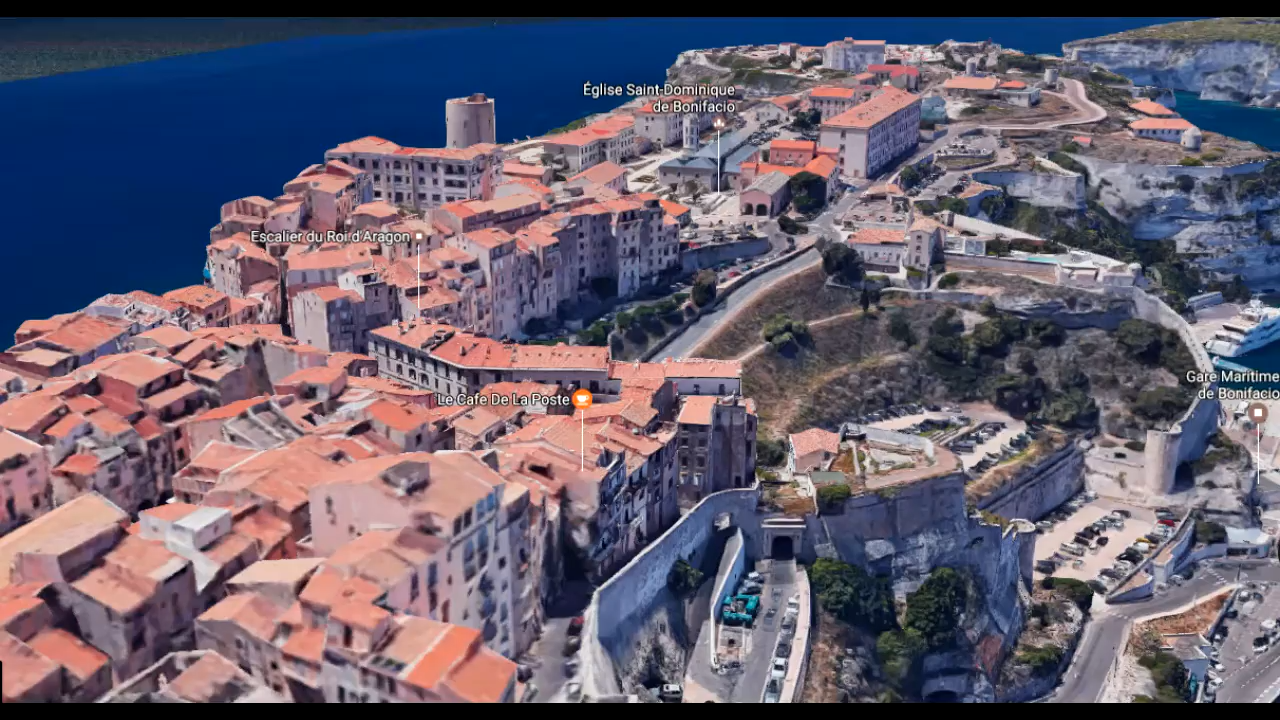 Église Saint-Dominique
de Bonifacio
Escalier du Roi d'Aragon
Le Cafe De La Poste
Gare Maritime
de Bonifacio